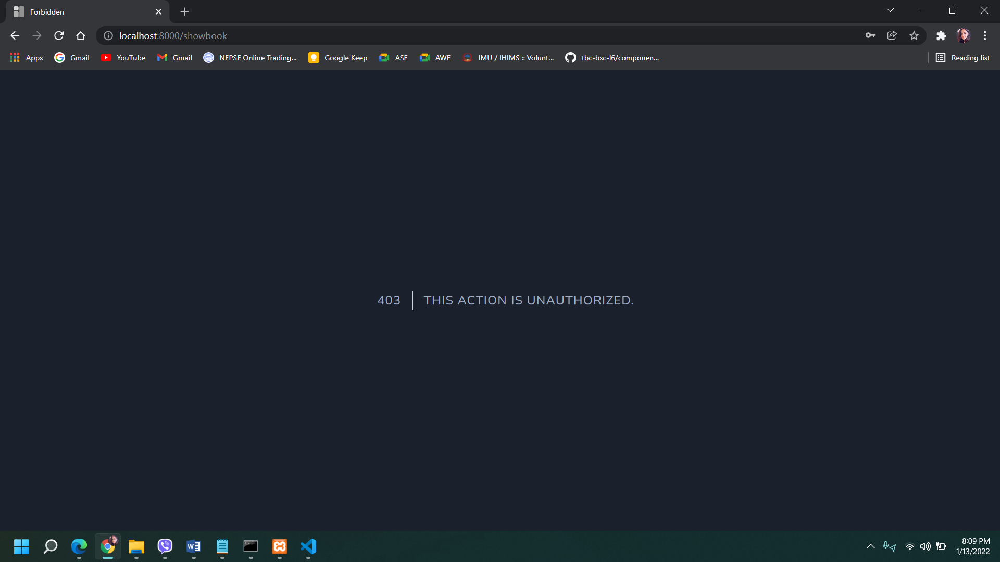 Forbidden
localhost:8000/showbook
Apps
Gmail
YouTube
Gmail
NEPSE Online Trading...
Google Keep
ASE
AWE
IMU / IHIMS :: Volunt...
tbc-bsc-l6/componen...
Reading list
403
THIS ACTION IS UNAUTHORIZED.
8:09 PM
1/13/2022